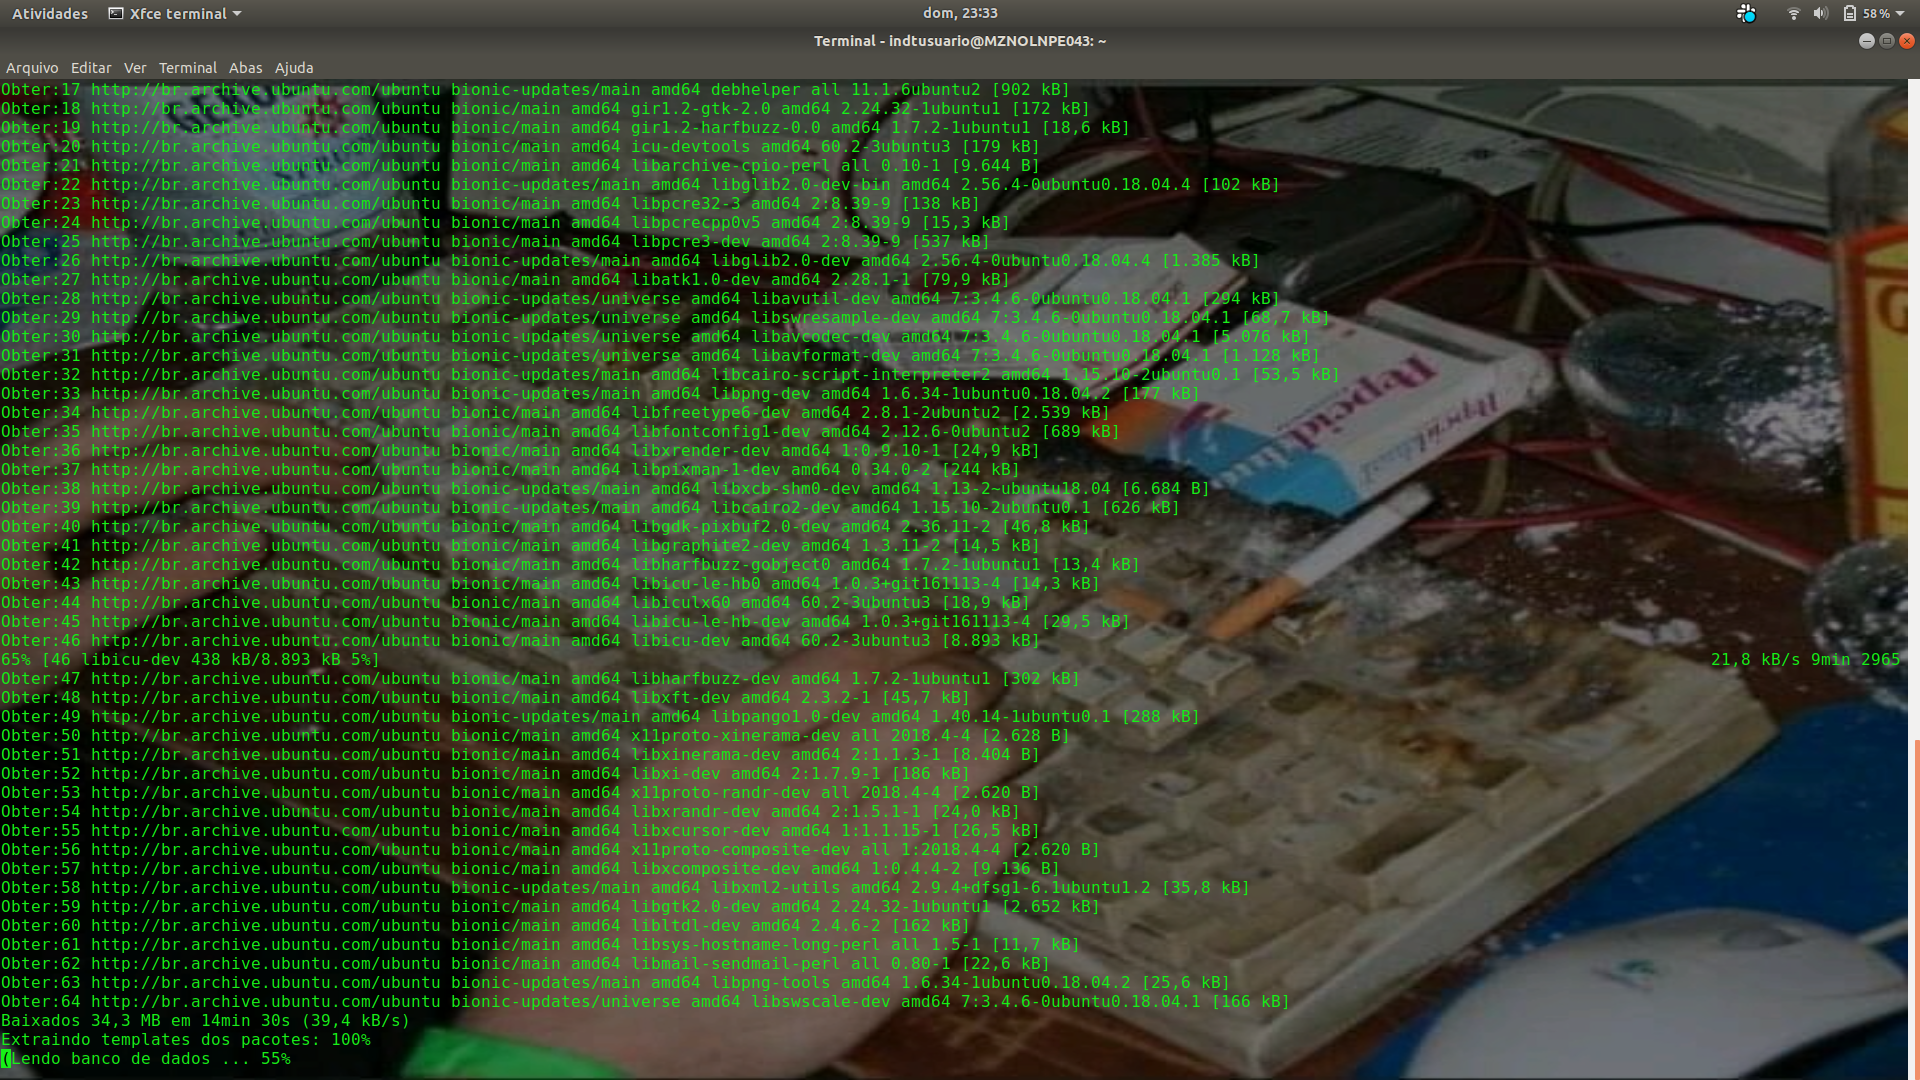 Atividades Xfce terminal dom, 23:33 58 %
Terminal - indtusuario@MZNOLNPE043: ~
Arquivo Editar Ver Terminal Abas Ajuda
Obter:17 http://br.archive.ubuntu.com/ubuntu bionic-updates/main amd64 debhelper all 11.1.6ubuntu2 [902 kB]
Obter:18 http://br.archive.ubuntu.com/ubuntu bionic/main amd64 gir1.2-gtk-2.0 amd64 2.24.32-1ubuntu1 [172 kB]
Obter:19 http://br.archive.ubuntu.com/ubuntu bionic/main amd64 gir1.2-harfbuzz-0.0 amd64 1.7.2-1ubuntu1 [18,6 kB]
Obter:20 http://br.archive.ubuntu.com/ubuntu bionic/main amd64 icu-devtools amd64 60.2-3ubuntu3 [179 kB]
Obter:21 http://br.archive.ubuntu.com/ubuntu bionic/main amd64 libarchive-cpio-perl all 0.10-1 [9.644 B]
Obter:22 http://br.archive.ubuntu.com/ubuntu bionic-updates/main amd64 libglib2.0-dev-bin amd64 2.56.4-0ubuntu0.18.04.4 [102 kB]
Obter:23 http://br.archive.ubuntu.com/ubuntu bionic/main amd64 libpcre32-3 amd64 2:8.39-9 [138 kB]
Obter:24 http://br.archive.ubuntu.com/ubuntu bionic/main amd64 libpcrecpp0v5 amd64 2:8.39-9 [15,3 kB]
Obter:25 http://br.archive.ubuntu.com/ubuntu bionic/main amd64 libpcre3-dev amd64 2:8.39-9 [537 kB]
Obter:26 http://br.archive.ubuntu.com/ubuntu bionic-updates/main amd64 libglib2.0-dev amd64 2.56.4-0ubuntu0.18.04.4 [1.385 kB]
Obter:27 http://br.archive.ubuntu.com/ubuntu bionic/main amd64 libatk1.0-dev amd64 2.28.1-1 [79,9 kB]
Obter:28 http://br.archive.ubuntu.com/ubuntu bionic-updates/universe amd64 libavutil-dev amd64 7:3.4.6-0ubuntu0.18.04.1 [294 kB]
Obter:29 http://br.archive.ubuntu.com/ubuntu bionic-updates/universe amd64 libswresample-dev amd64 7:3.4.6-0ubuntu0.18.04.1 [68,7 kB]
Obter:30 http://br.archive.ubuntu.com/ubuntu bionic-updates/universe amd64 libavcodec-dev amd64 7:3.4.6-0ubuntu0.18.04.1 [5.076 kB]
Obter:31 http://br.archive.ubuntu.com/ubuntu bionic-updates/universe amd64 libavformat-dev amd64 7:3.4.6-0ubuntu0.18.04.1 [1.128 kB]
Obter:32 http://br.archive.ubuntu.com/ubuntu bionic-updates/main amd64 libcairo-script-interpreter2 amd64 1.15.10-2ubuntu0.1 [53,5 kB]
Obter:33 http://br.archive.ubuntu.com/ubuntu bionic-updates/main amd64 libpng-dev amd64 1.6.34-1ubuntu0.18.04.2 [177 kB]
Obter:34 http://br.archive.ubuntu.com/ubuntu bionic/main amd64 libfreetype6-dev amd64 2.8.1-2ubuntu2 [2.539 kB]
Obter:35 http://br.archive.ubuntu.com/ubuntu bionic/main amd64 libfontconfig1-dev amd64 2.12.6-0ubuntu2 [689 kB]
Obter:36 http://br.archive.ubuntu.com/ubuntu bionic/main amd64 libxrender-dev amd64 1:0.9.10-1 [24,9 kB]
Obter:37 http://br.archive.ubuntu.com/ubuntu bionic/main amd64 libpixman-1-dev amd64 0.34.0-2 [244 kB]
Obter:38 http://br.archive.ubuntu.com/ubuntu bionic-updates/main amd64 libxcb-shm0-dev amd64 1.13-2~ubuntu18.04 [6.684 B]
Obter:39 http://br.archive.ubuntu.com/ubuntu bionic-updates/main amd64 libcairo2-dev amd64 1.15.10-2ubuntu0.1 [626 kB]
Obter:40 http://br.archive.ubuntu.com/ubuntu bionic/main amd64 libgdk-pixbuf2.0-dev amd64 2.36.11-2 [46,8 kB]
Obter:41 http://br.archive.ubuntu.com/ubuntu bionic/main amd64 libgraphite2-dev amd64 1.3.11-2 [14,5 kB]
Obter:42 http://br.archive.ubuntu.com/ubuntu bionic/main amd64 libharfbuzz-gobject0 amd64 1.7.2-1ubuntu1 [13,4 kB]
Obter:43 http://br.archive.ubuntu.com/ubuntu bionic/main amd64 libicu-le-hb0 amd64 1.0.3+git161113-4 [14,3 kB]
Obter:44 http://br.archive.ubuntu.com/ubuntu bionic/main amd64 libiculx60 amd64 60.2-3ubuntu3 [18,9 kB]
Obter:45 http://br.archive.ubuntu.com/ubuntu bionic/main amd64 libicu-le-hb-dev amd64 1.0.3+git161113-4 [29,5 kB]
Obter:46 http://br.archive.ubuntu.com/ubuntu bionic/main amd64 libicu-dev amd64 60.2-3ubuntu3 [8.893 kB]
65% [46 libicu-dev 438 kB/8.893 kB 5%] 21,8 kB/s 9min 2965
Obter:47 http://br.archive.ubuntu.com/ubuntu bionic/main amd64 libharfbuzz-dev amd64 1.7.2-1ubuntu1 [302 kB]
Obter:48 http://br.archive.ubuntu.com/ubuntu bionic/main amd64 libxft-dev amd64 2.3.2-1 [45,7 kB]
Obter:49 http://br.archive.ubuntu.com/ubuntu bionic-updates/main amd64 libpango1.0-dev amd64 1.40.14-1ubuntu0.1 [288 kB]
Obter:50 http://br.archive.ubuntu.com/ubuntu bionic/main amd64 x11proto-xinerama-dev all 2018.4-4 [2.628 B]
Obter:51 http://br.archive.ubuntu.com/ubuntu bionic/main amd64 libxinerama-dev amd64 2:1.1.3-1 [8.404 B]
Obter:52 http://br.archive.ubuntu.com/ubuntu bionic/main amd64 libxi-dev amd64 2:1.7.9-1 [186 kB]
Obter:53 http://br.archive.ubuntu.com/ubuntu bionic/main amd64 x11proto-randr-dev all 2018.4-4 [2.620 B]
Obter:54 http://br.archive.ubuntu.com/ubuntu bionic/main amd64 libxrandr-dev amd64 2:1.5.1-1 [24,0 kB]
Obter:55 http://br.archive.ubuntu.com/ubuntu bionic/main amd64 libxcursor-dev amd64 1:1.1.15-1 [26,5 kB]
Obter:56 http://br.archive.ubuntu.com/ubuntu bionic/main amd64 x11proto-composite-dev all 1:2018.4-4 [2.620 B]
Obter:57 http://br.archive.ubuntu.com/ubuntu bionic/main amd64 libxcomposite-dev amd64 1:0.4.4-2 [9.136 B]
Obter:58 http://br.archive.ubuntu.com/ubuntu bionic-updates/main amd64 libxml2-utils amd64 2.9.4+dfsg1-6.1ubuntu1.2 [35,8 kB]
Obter:59 http://br.archive.ubuntu.com/ubuntu bionic/main amd64 libgtk2.0-dev amd64 2.24.32-1ubuntu1 [2.652 kB]
Obter:60 http://br.archive.ubuntu.com/ubuntu bionic/main amd64 libltdl-dev amd64 2.4.6-2 [162 kB]
Obter:61 http://br.archive.ubuntu.com/ubuntu bionic/main amd64 libsys-hostname-long-perl all 1.5-1 [11,7 kB]
Obter:62 http://br.archive.ubuntu.com/ubuntu bionic/main amd64 libmail-sendmail-perl all 0.80-1 [22,6 kB]
Obter:63 http://br.archive.ubuntu.com/ubuntu bionic-updates/main amd64 libpng-tools amd64 1.6.34-1ubuntu0.18.04.2 [25,6 kB]
Obter:64 http://br.archive.ubuntu.com/ubuntu bionic-updates/universe amd64 libswscale-dev amd64 7:3.4.6-0ubuntu0.18.04.1 [166 kB]
Baixados 34,3 MB em 14min 30s (39,4 kB/s)
Extraindo templates dos pacotes: 100%
(Lendo banco de dados ... 55%